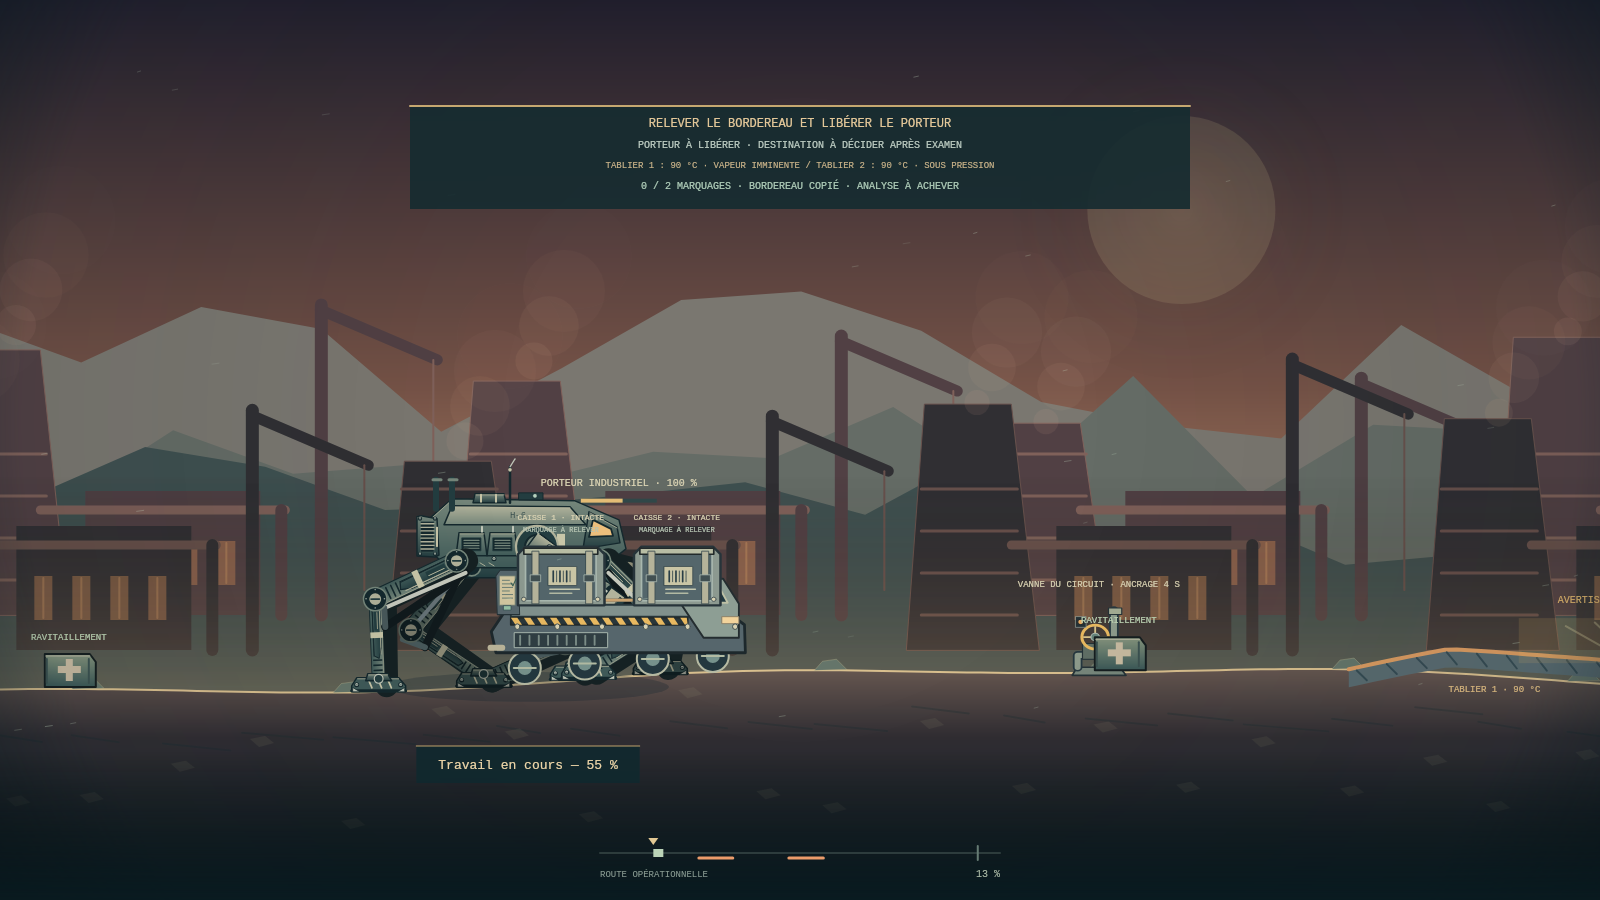 RELEVER LE BORDEREAU ET LIBÉRER LE PORTEUR
PORTEUR À LIBÉRER · DESTINATION À DÉCIDER APRÈS EXAMEN
TABLIER 1 : 90 °C · VAPEUR IMMINENTE / TABLIER 2 : 90 °C · SOUS PRESSION
0 / 2 MARQUAGES · BORDEREAU COPIÉ · ANALYSE À ACHEVER
PORTEUR INDUSTRIEL · 100 %
CAISSE 1 · INTACTE
MARQUAGE À RELEVER
CAISSE 2 · INTACTE
MARQUAGE À RELEVER
VANNE DU CIRCUIT · ANCRAGE 4 S
RAVITAILLEMENT
AVERTIS
RAVITAILLEMENT
TABLIER 1 · 90 °C
Travail en cours — 55 %
ROUTE OPÉRATIONNELLE
13 %